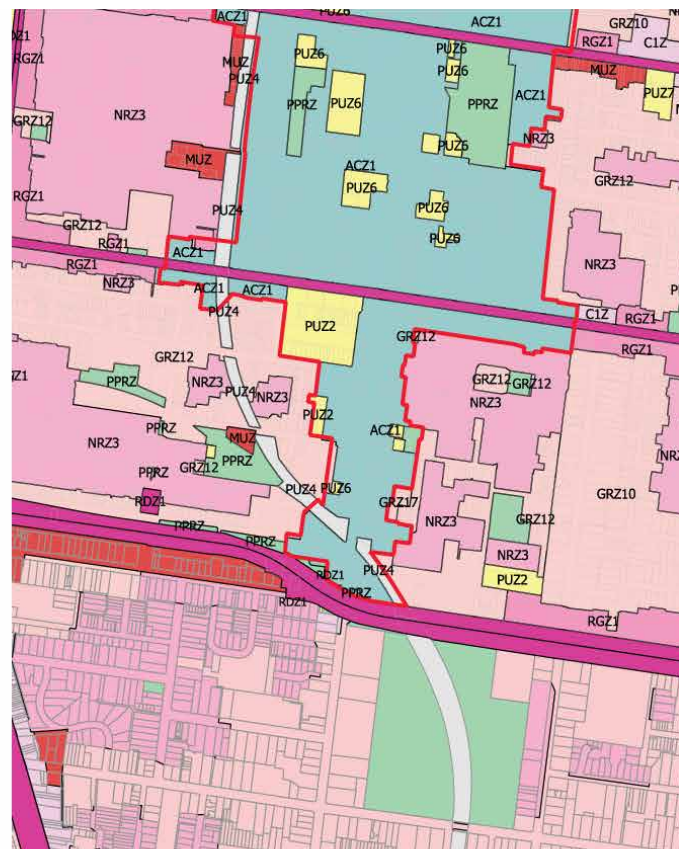 PUZ6
ACZ1
ACZ1
GRZ10
C1Z
RGZ1
RGZ1
MUZ
PUZ6
PUZ6
PUZ6
MUZ
PUZ4
PPRZ
PUZ6
PPRZ
ACZ1
PUZ7
NRZ3
GRZ12
PUZ6
NRZ3
MUZ
ACZ1
PUZ6
GRZ12
RGZ1
PUZ4
PUZ6
PUZ6
GRZ12
RGZ1
ACZ1
NRZ3
RGZ1
NRZ3
ACZ1
ACZ1
PUZ4
C1Z
RGZ1
PUZ2
GRZ12
RGZ1
GRZ12
PPRZ
NRZ3
PUZ4
NRZ3
GRZ12
GRZ12
NRZ3
PUZ2
PPRZ
ACZ1
NRZ3
MUZ
PPRZ
GRZ12
PPRZ
PUZ4
PUZ6
GRZ17
GRZ10
RDZ1
NRZ3
GRZ12
PPRZ
PPRZ
NRZ3
RDZ1
PUZ4
PUZ2
PPRZ
RDZ1
RGZ1